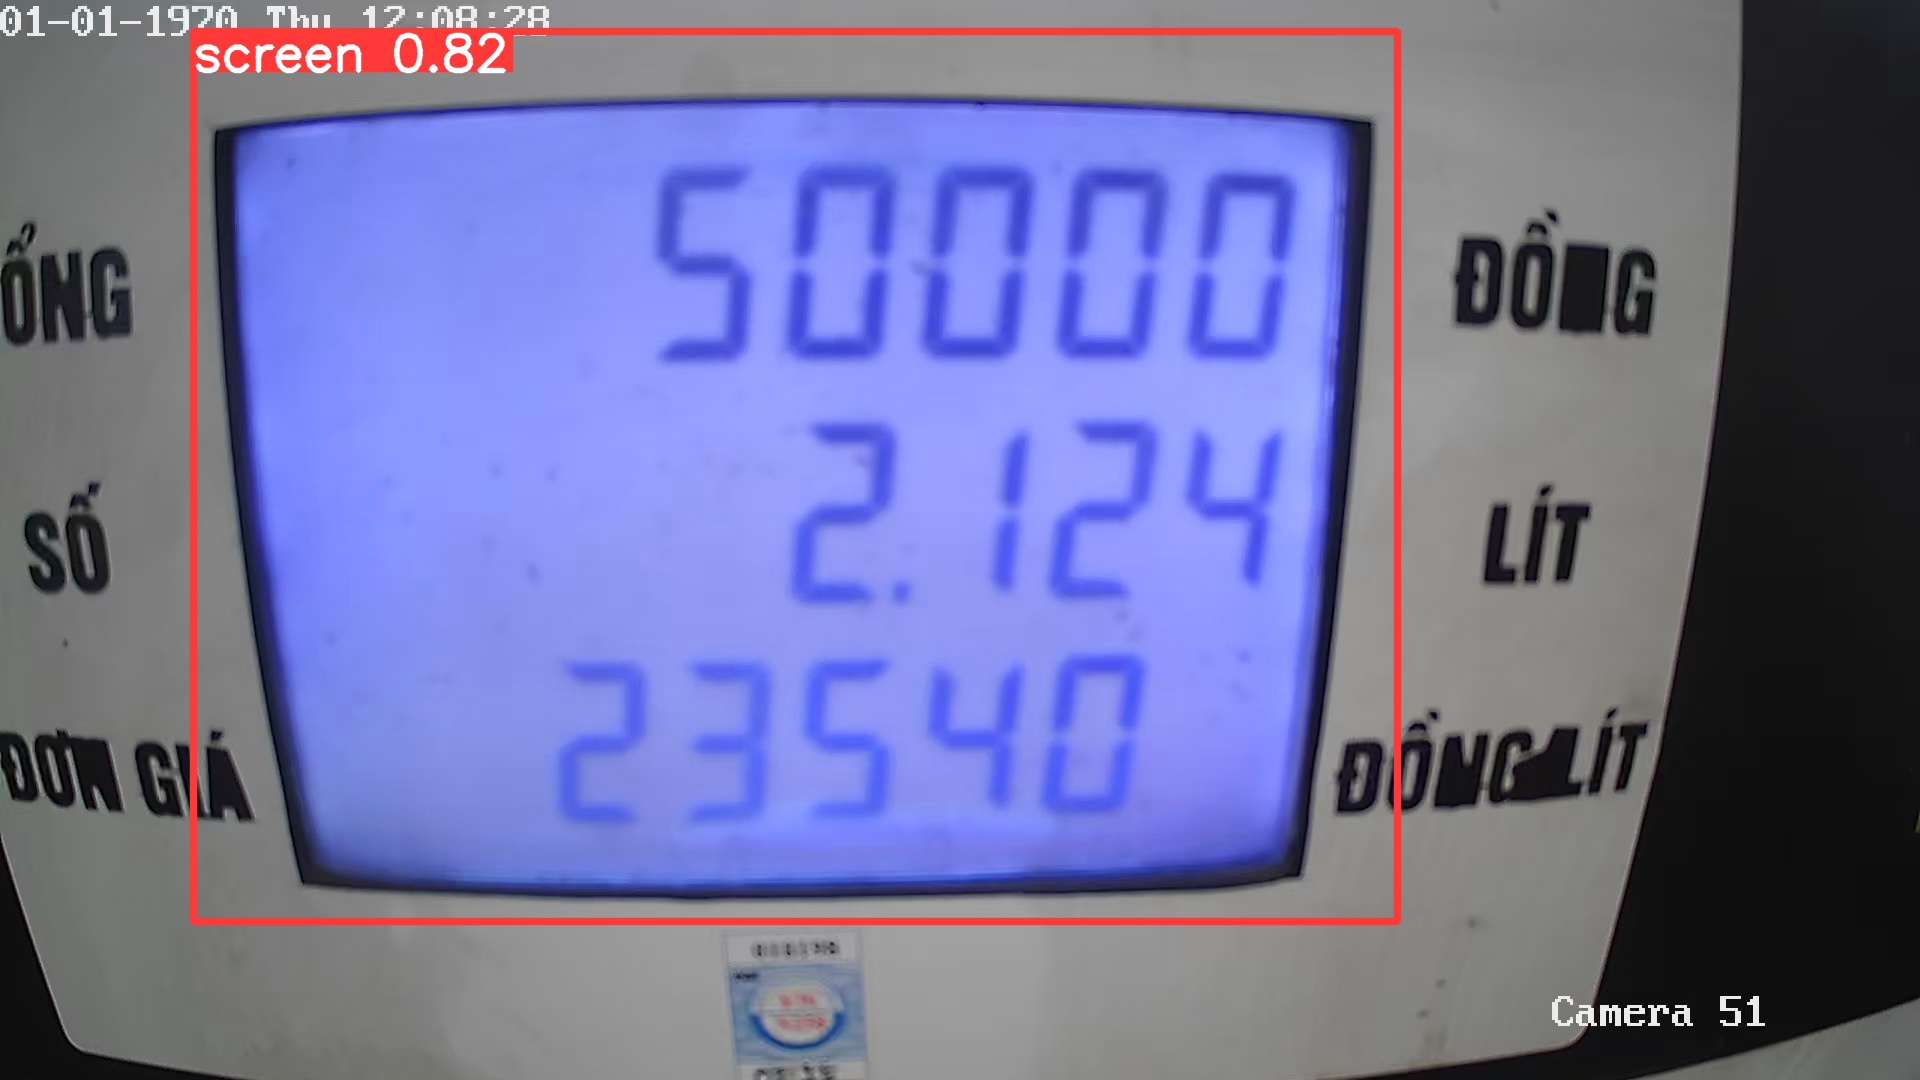 01-01-1970 Thu 12:08:28
screen 0.82
50000
ỔNG ĐỒNG
2.124
SỐ LÍT
23540
ĐƠN GIÁ ĐỒNG/LÍT
Camera 51